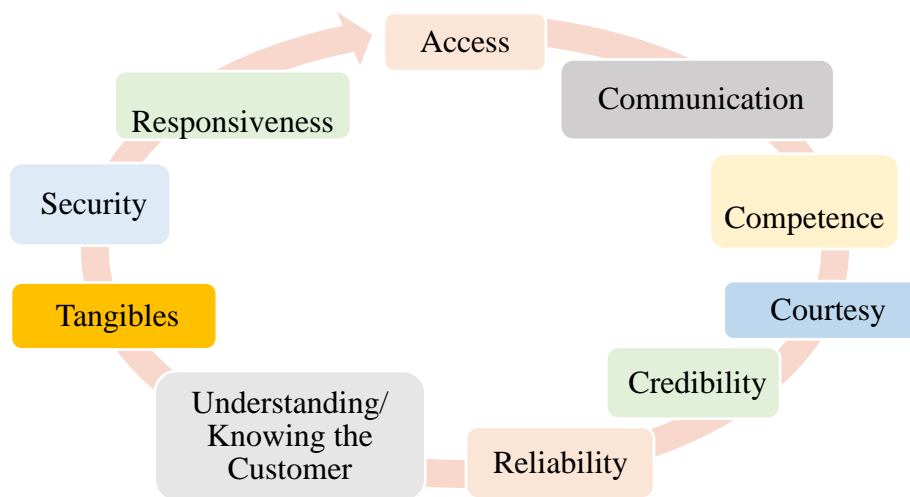 Access
Communication
Competence
Courtesy
Credibility
Reliability
Understanding/
Knowing the
Customer
Tangibles
Security
Responsiveness